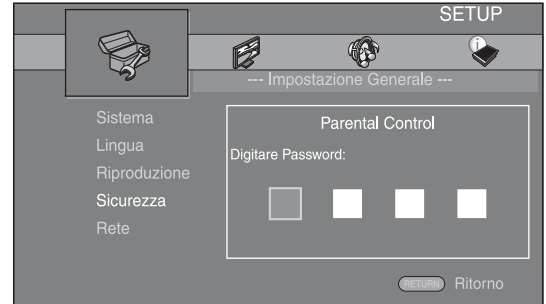 SETUP
--- Impostazione Generale ---
Sistema
Lingua
Riproduzione
Sicurezza
Rete
Parental Control
Digitare Password:
RETURN Ritorno